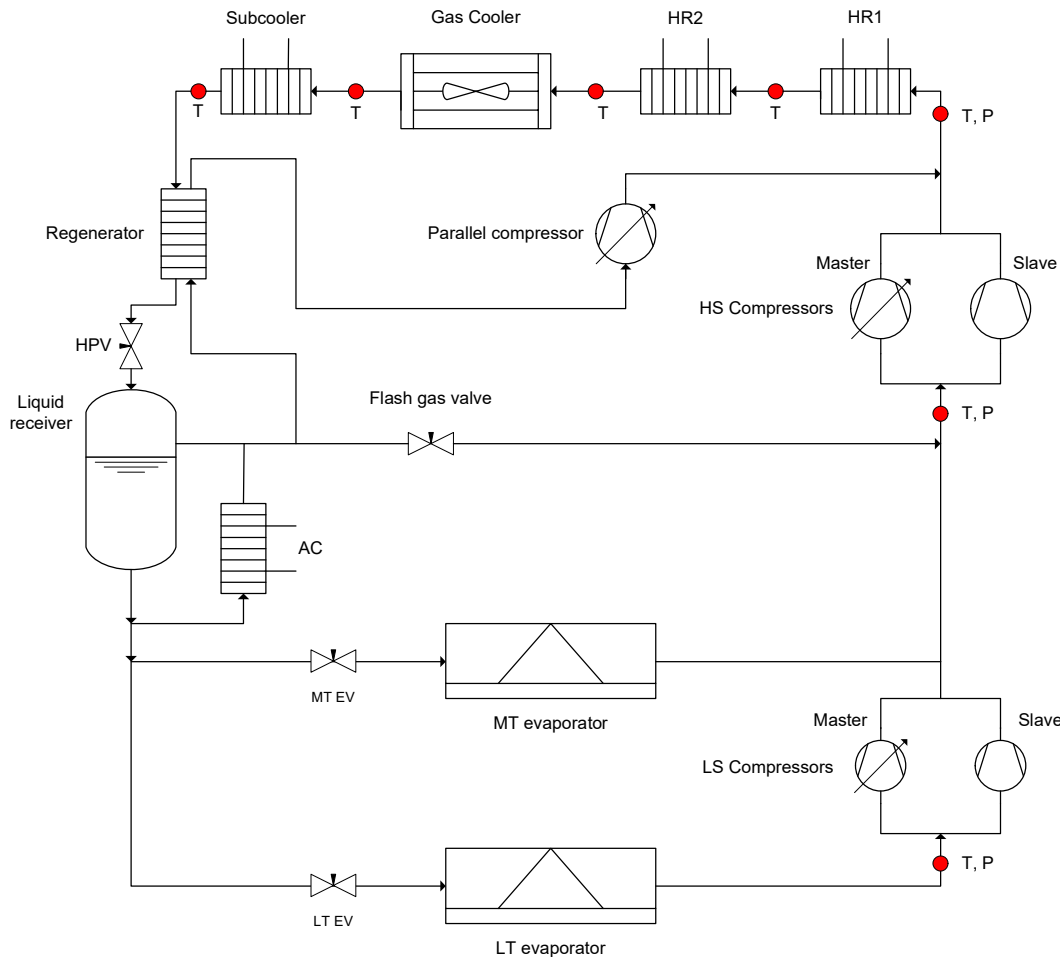 Subcooler
Gas Cooler
HR2
HR1
T
T
T
T
T, P
Regenerator
Parallel compressor
Master
Slave
HS Compressors
HPV
Liquid
receiver
Flash gas valve
T, P
AC
MT EV
MT evaporator
Master
Slave
LS Compressors
T, P
LT EV
LT evaporator